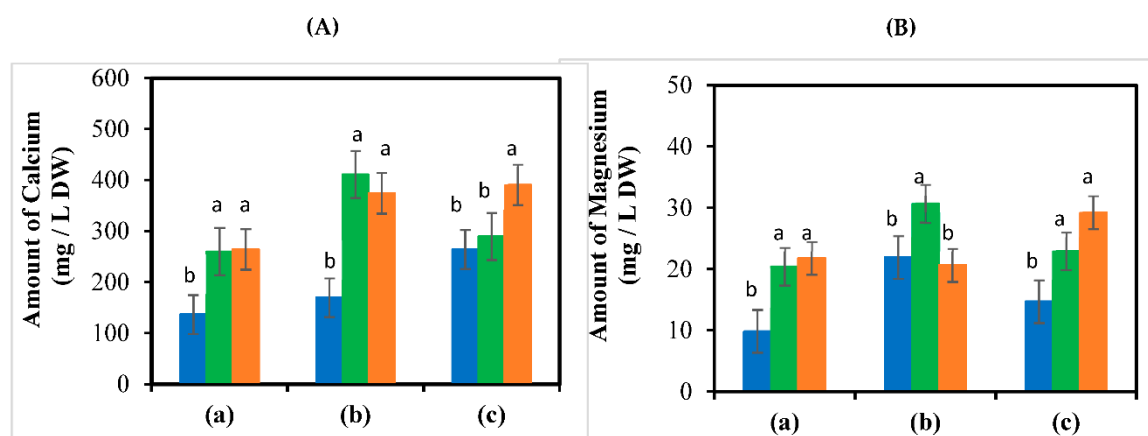 (A)
(B)
Amount of Calcium
(mg / L DW)
600
500
400
300
200
100
0
b
a
a
b
a
a
b
b
a
(a)
(b)
(c)
Amount of Magnesium
(mg / L DW)
50
40
30
20
10
0
b
a
a
b
a
b
b
a
a
(a)
(b)
(c)